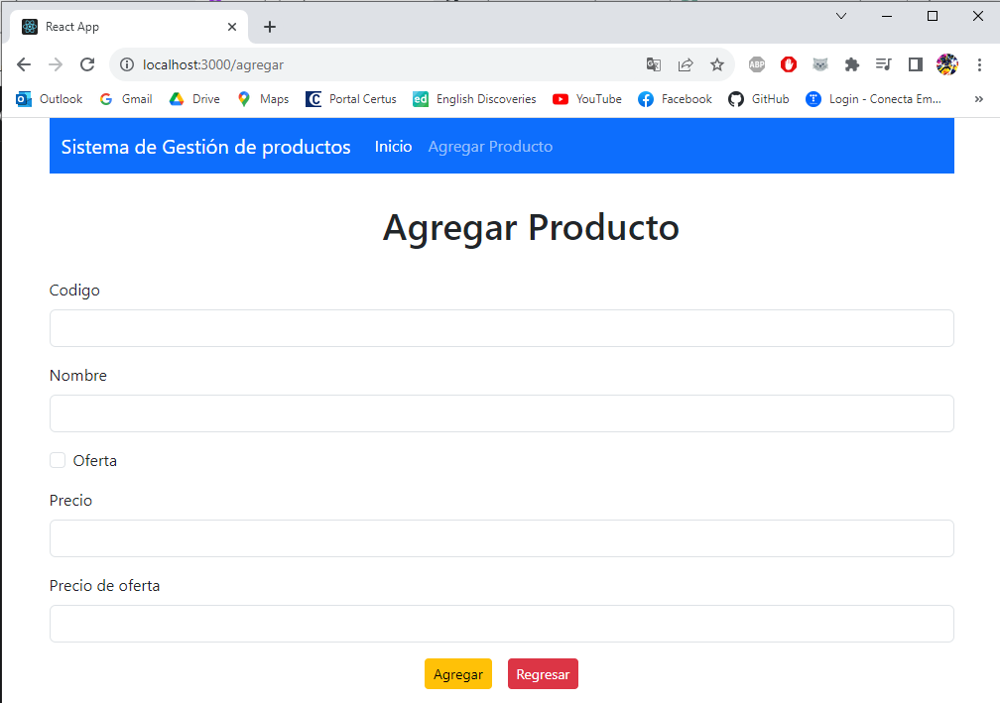 React App
localhost:3000/agregar
ABP
Outlook Gmail Drive Maps Portal Certus ed English Discoveries YouTube Facebook GitHub Login - Conecta Em... »
Sistema de Gestión de productos Inicio Agregar Producto
Agregar Producto
Codigo
Nombre
Oferta
Precio
Precio de oferta
Agregar Regresar